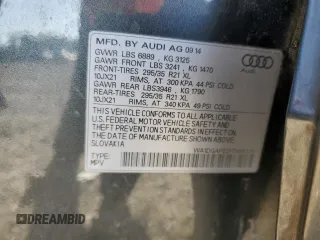 MFD. BY AUDI AG 09 14
GVWR LBS 6889 , KG 3125
GAWR FRONT LBS 3241 , KG 1470
FRONT-TIRES 295/35 R21 XL
10JX21 RIMS, AT 300 KPA 44 PSI COLD
GAWR REAR LBS3946 , KG 1790
REAR-TIRES 295/35 R21 XL
10JX21 RIMS, AT 340 KPA 49 PSI COLD
THIS VEHICLE CONFORMS TO ALL APPLICABLE
U.S. FEDERAL MOTOR VEHICLE SAFETY AND
THEFT PREVENTION STANDARDS IN EFFECT ON
THE DATE OF MANUFACTURE SHOWN ABOVE.
SLOVAKIA
TYPE:
MPV
Audi
DREAMBID